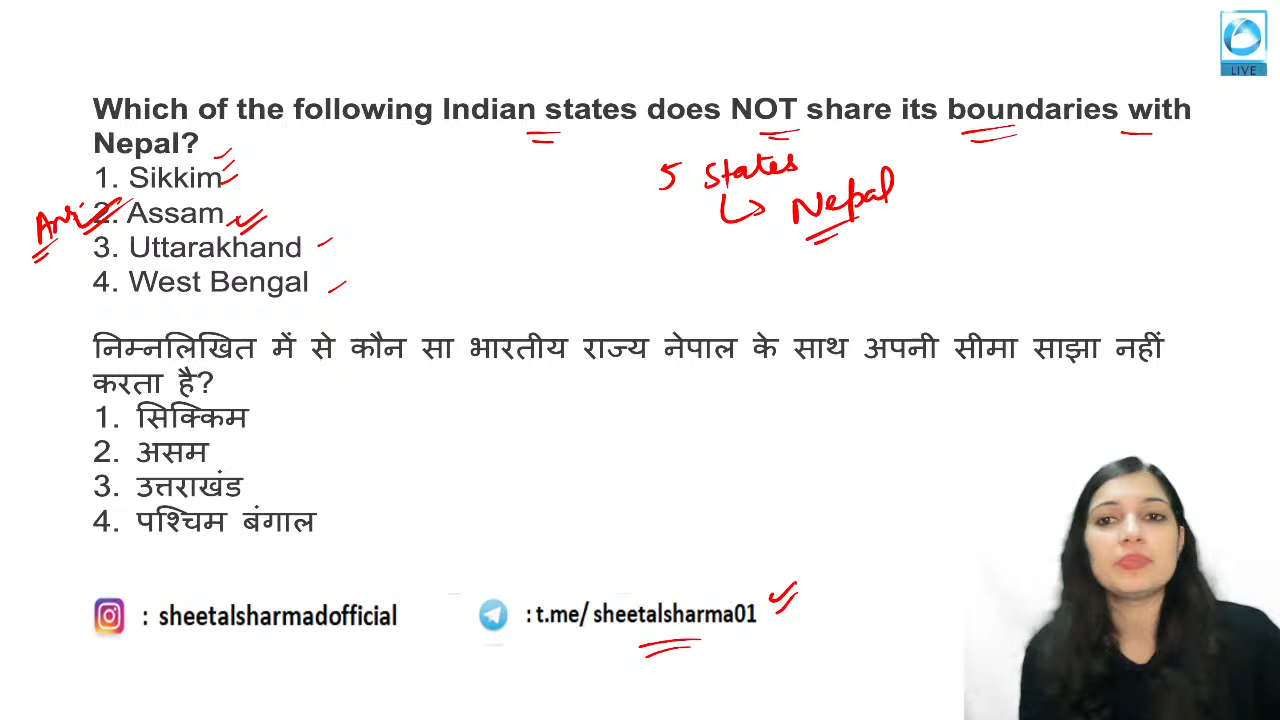 LIVE
Which of the following Indian states does NOT share its boundaries with
Nepal?
1. Sikkim
2. Assam
3. Uttarakhand
4. West Bengal
5 States
Nepal
Ans
निम्नलिखित में से कौन सा भारतीय राज्य नेपाल के साथ अपनी सीमा साझा नहीं
करता है?
1. सिक्किम
2. असम
3. उत्तराखंड
4. पश्चिम बंगाल
: sheetalsharmadofficial
: t.me/ sheetalsharma01